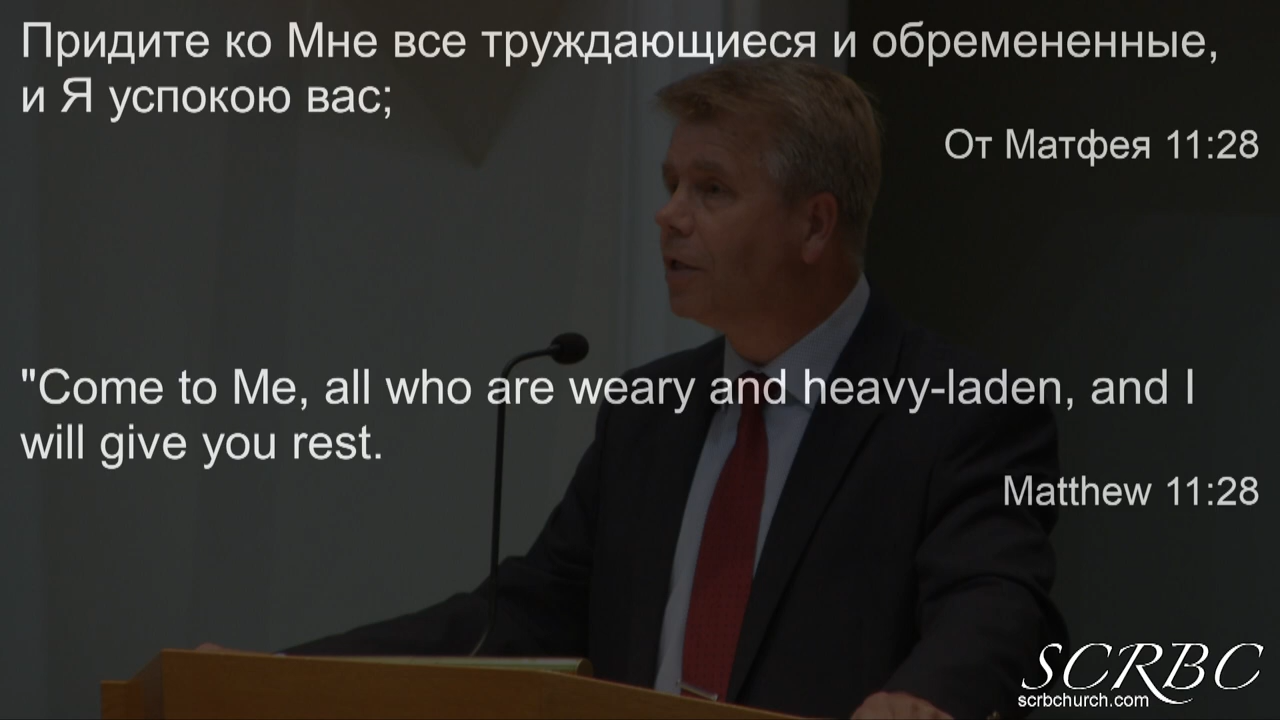 Придите ко Мне все труждающиеся и обремененные,
и Я успокою вас;
От Матфея 11:28
"Come to Me, all who are weary and heavy-laden, and I
will give you rest.
Matthew 11:28
SCRBC
scrbchurch.com